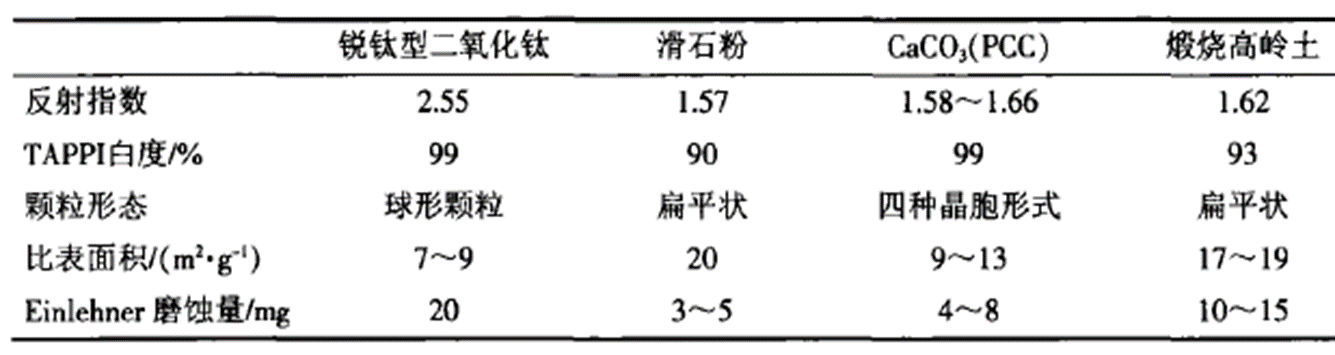 锐钛型二氧化钛 滑石粉 CaCO₃(PCC) 煅烧高岭土
反射指数 2.55 1.57 1.58～1.66 1.62
TAPPI白度/% 99 90 99 93
颗粒形态 球形颗粒 扁平状 四种晶胞形式 扁平状
比表面积/(m²·g⁻¹) 7～9 20 9～13 17～19
Einlehner 磨蚀量/mg 20 3～5 4～8 10～15